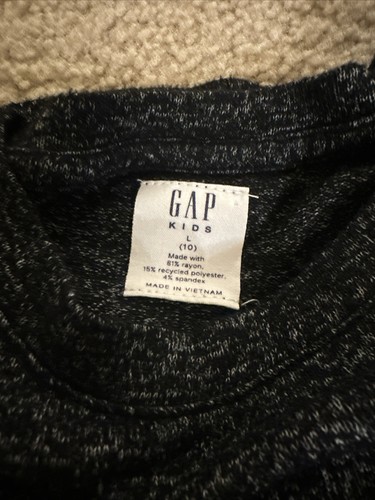 GAP
KIDS
L
(10)
Made with
81% rayon,
15% recycled polyester,
4% spandex
MADE IN VIETNAM